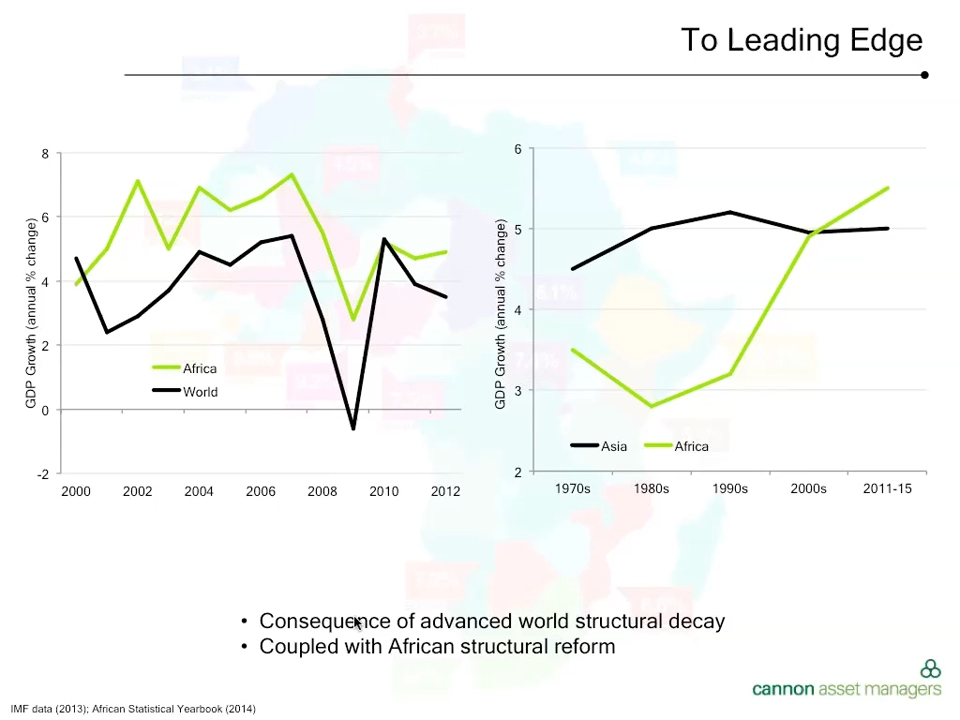 To Leading Edge
8
6
4
2
0
-2
GDP Growth (annual % change)
Africa
World
2000 2002 2004 2006 2008 2010 2012
6
5
4
3
2
GDP Growth (annual % change)
Asia Africa
1970s 1980s 1990s 2000s 2011-15
• Consequence of advanced world structural decay
• Coupled with African structural reform
cannon asset managers
IMF data (2013); African Statistical Yearbook (2014)